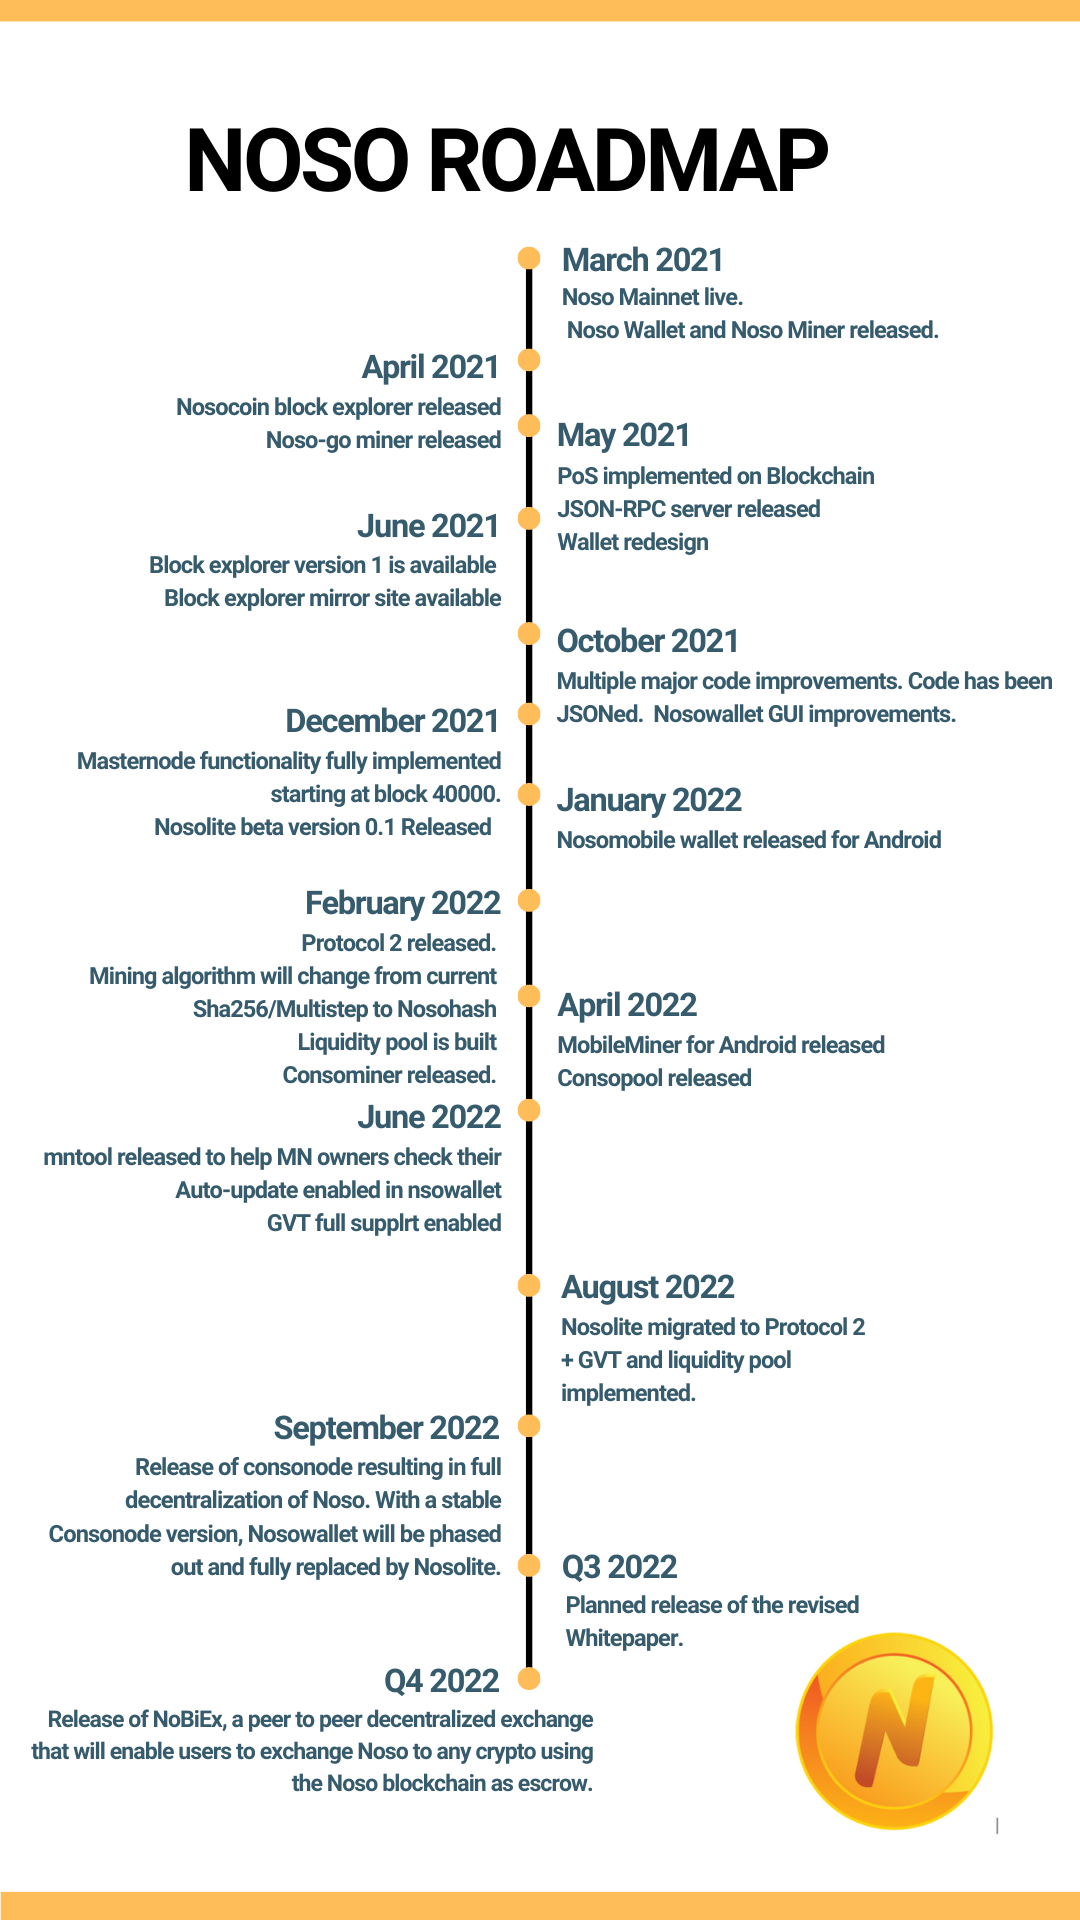 NOSO ROADMAP
March 2021
Noso Mainnet live.
Noso Wallet and Noso Miner released.
April 2021
Nosocoin block explorer released
Noso-go miner released
May 2021
PoS implemented on Blockchain
JSON-RPC server released
Wallet redesign
June 2021
Block explorer version 1 is available
Block explorer mirror site available
October 2021
Multiple major code improvements. Code has been
JSONed. Nosowallet GUI improvements.
December 2021
Masternode functionality fully implemented
starting at block 40000.
Nosolite beta version 0.1 Released
January 2022
Nosomobile wallet released for Android
February 2022
Protocol 2 released.
Mining algorithm will change from current
Sha256/Multistep to Nosohash
Liquidity pool is built
Consominer released.
April 2022
MobileMiner for Android released
Consopool released
June 2022
mntool released to help MN owners check their
Auto-update enabled in nsowallet
GVT full supplrt enabled
August 2022
Nosolite migrated to Protocol 2
+ GVT and liquidity pool
implemented.
September 2022
Release of consonode resulting in full
decentralization of Noso. With a stable
Consonode version, Nosowallet will be phased
out and fully replaced by Nosolite.
Q3 2022
Planned release of the revised
Whitepaper.
Q4 2022
Release of NoBiEx, a peer to peer decentralized exchange
that will enable users to exchange Noso to any crypto using
the Noso blockchain as escrow.
N
|